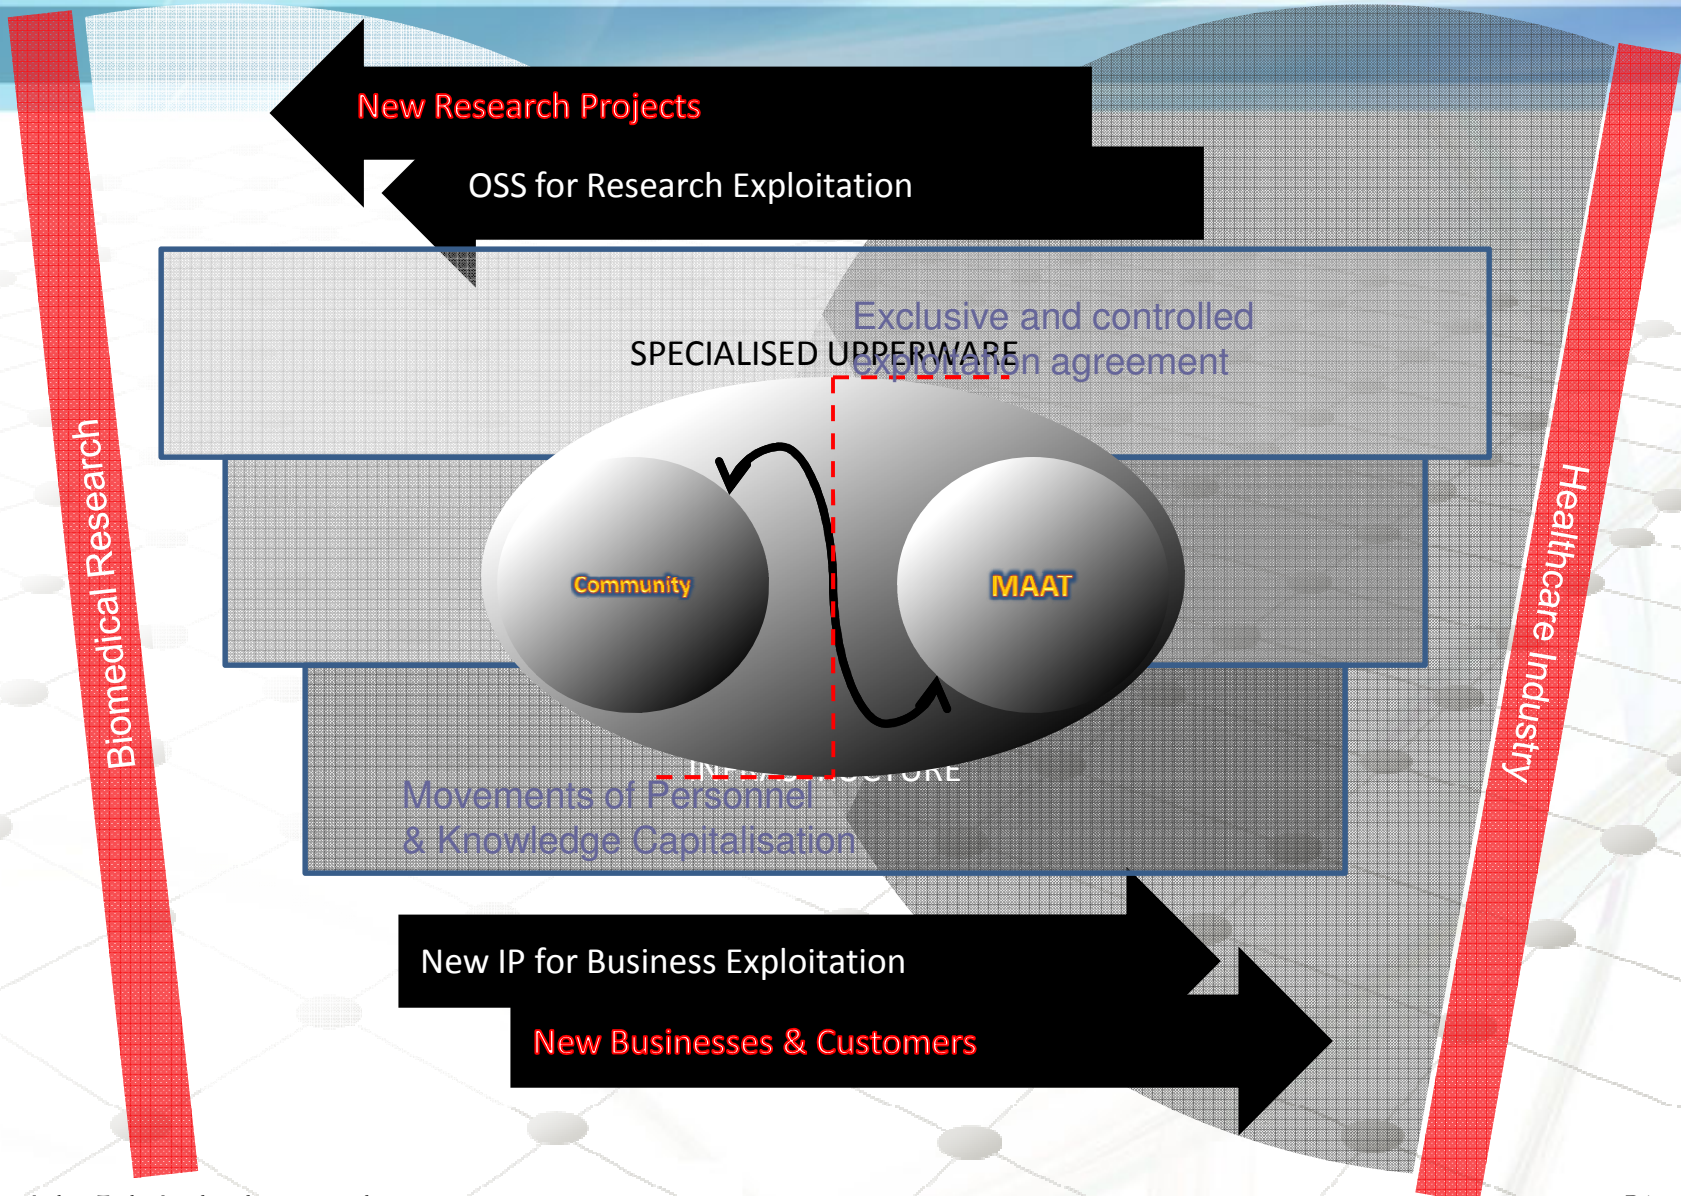 New Research Projects
OSS for Research Exploitation
Exclusive and controlled
SPECIALISED UPPERWARE
exploitation agreement
Biomedical Research
Healthcare Industry
Community
MAAT
INFRASTRUCTURE
Movements of Personnel
& Knowledge Capitalisation
New IP for Business Exploitation
New Businesses & Customers